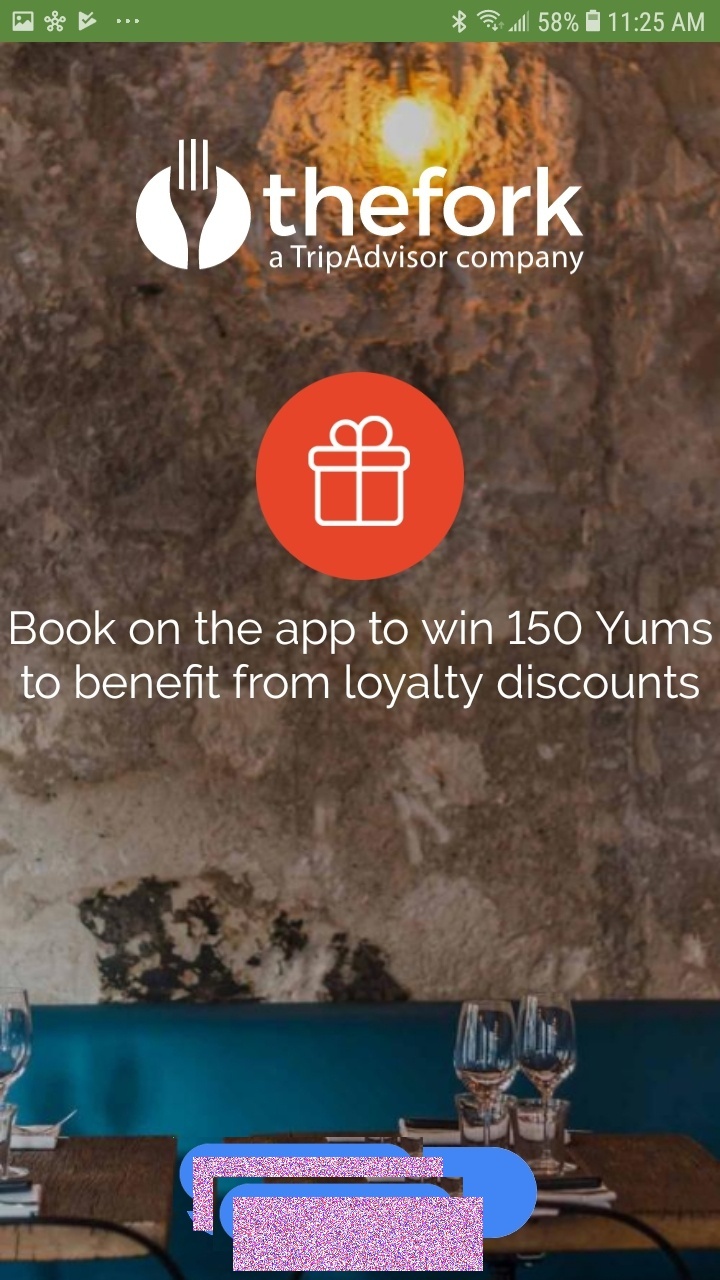 58% 11:25 AM
thefork
a TripAdvisor company
Book on the app to win 150 Yums
to benefit from loyalty discounts